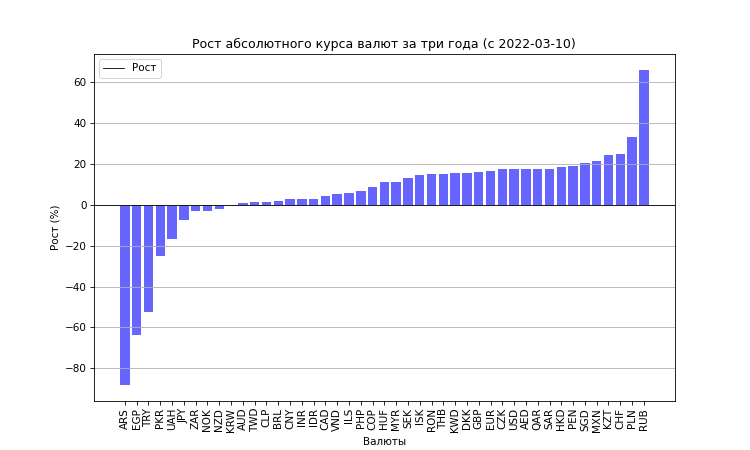 Рост абсолютного курса валют за три года (с 2022-03-10)
Рост
60
40
20
0
−20
−40
−60
−80
Рост (%)
ARS EGP TRY PKR UAH JPY ZAR NOK NZD KRW AUD TWD CLP BRL CNY INR IDR CAD VND ILS PHP COP HUF MYR SEK ISK RON THB KWD DKK GBP EUR CZK USD AED QAR SAR HKD PEN SGD MXN KZT CHF PLN RUB
Валюты